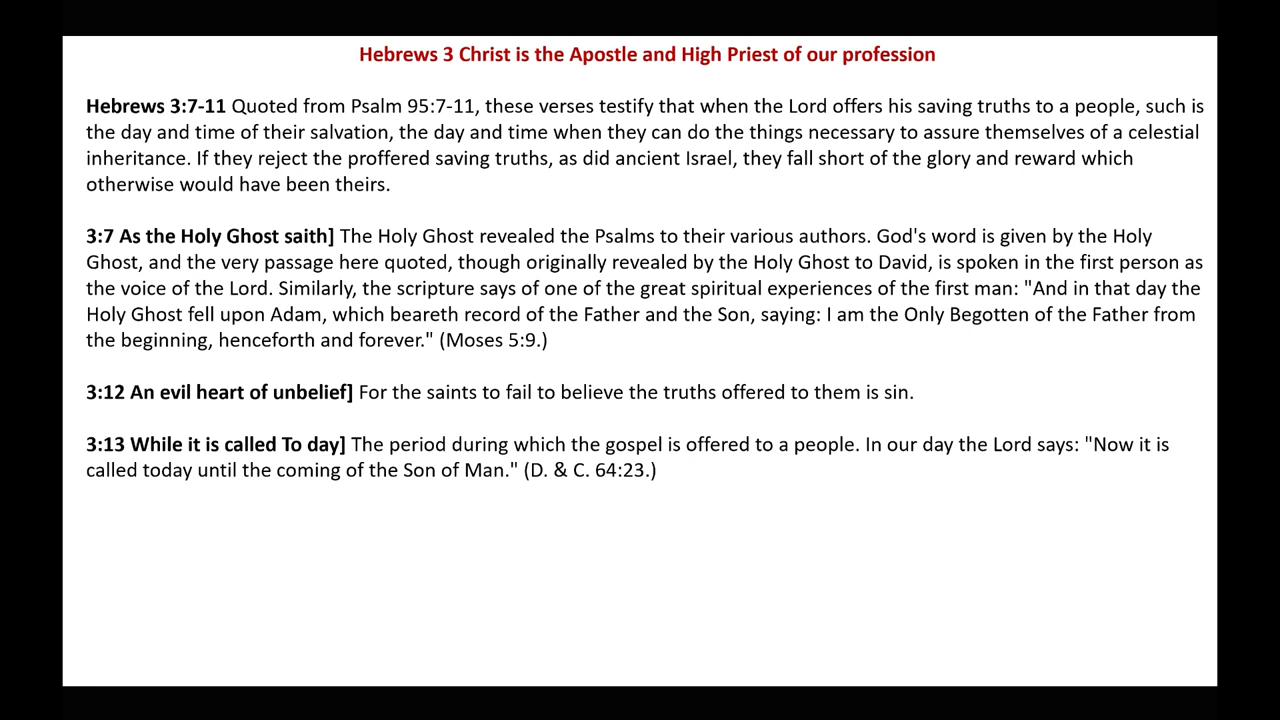 Hebrews 3 Christ is the Apostle and High Priest of our profession
Hebrews 3:7-11 Quoted from Psalm 95:7-11, these verses testify that when the Lord offers his saving truths to a people, such is
the day and time of their salvation, the day and time when they can do the things necessary to assure themselves of a celestial
inheritance. If they reject the proffered saving truths, as did ancient Israel, they fall short of the glory and reward which
otherwise would have been theirs.
3:7 As the Holy Ghost saith] The Holy Ghost revealed the Psalms to their various authors. God's word is given by the Holy
Ghost, and the very passage here quoted, though originally revealed by the Holy Ghost to David, is spoken in the first person as
the voice of the Lord. Similarly, the scripture says of one of the great spiritual experiences of the first man: "And in that day the
Holy Ghost fell upon Adam, which beareth record of the Father and the Son, saying: I am the Only Begotten of the Father from
the beginning, henceforth and forever." (Moses 5:9.)
3:12 An evil heart of unbelief] For the saints to fail to believe the truths offered to them is sin.
3:13 While it is called To day] The period during which the gospel is offered to a people. In our day the Lord says: "Now it is
called today until the coming of the Son of Man." (D. & C. 64:23.)